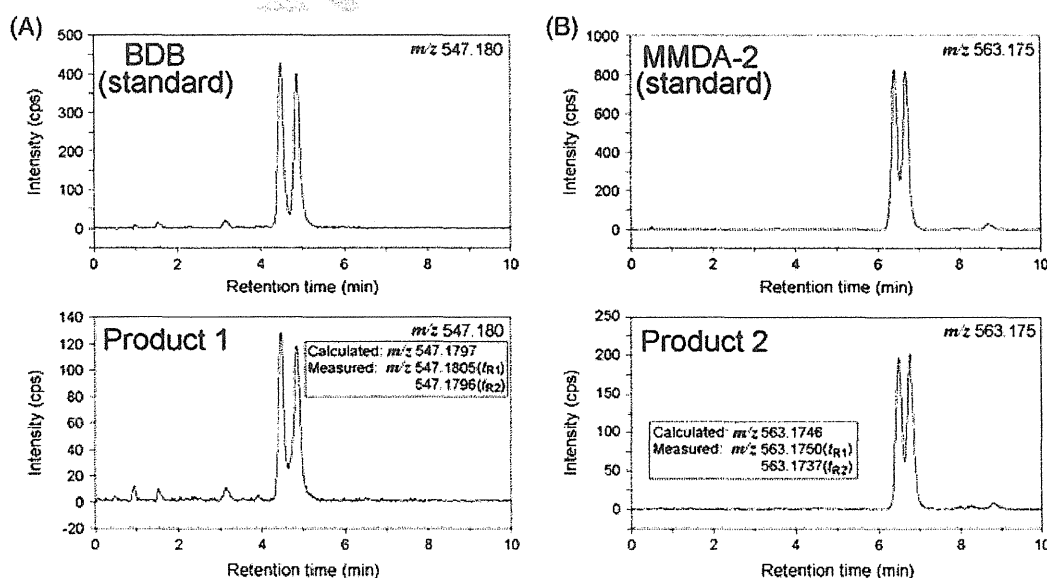 (A)
BDB
(standard)
m/z 547.180
500
400
300
200
100
0
Intensity (cps)
0 2 4 6 8 10
Retention time (min)
Product 1
m/z 547.180
Calculated: m/z 547.1797
Measured: m/z 547.1805(tR1)
547.1796(tR2)
140
120
100
80
60
40
20
0
-20
Intensity (cps)
0 2 4 6 8 10
Retention time (min)
(B)
MMDA-2
(standard)
m/z 563.175
1000
800
600
400
200
0
Intensity (cps)
0 2 4 6 8 10
Retention time (min)
Product 2
m/z 563.175
Calculated: m/z 563.1746
Measured: m/z 563.1750(tR1)
563.1737(tR2)
250
200
150
100
50
0
Intensity (cps)
0 2 4 6 8 10
Retention time (min)